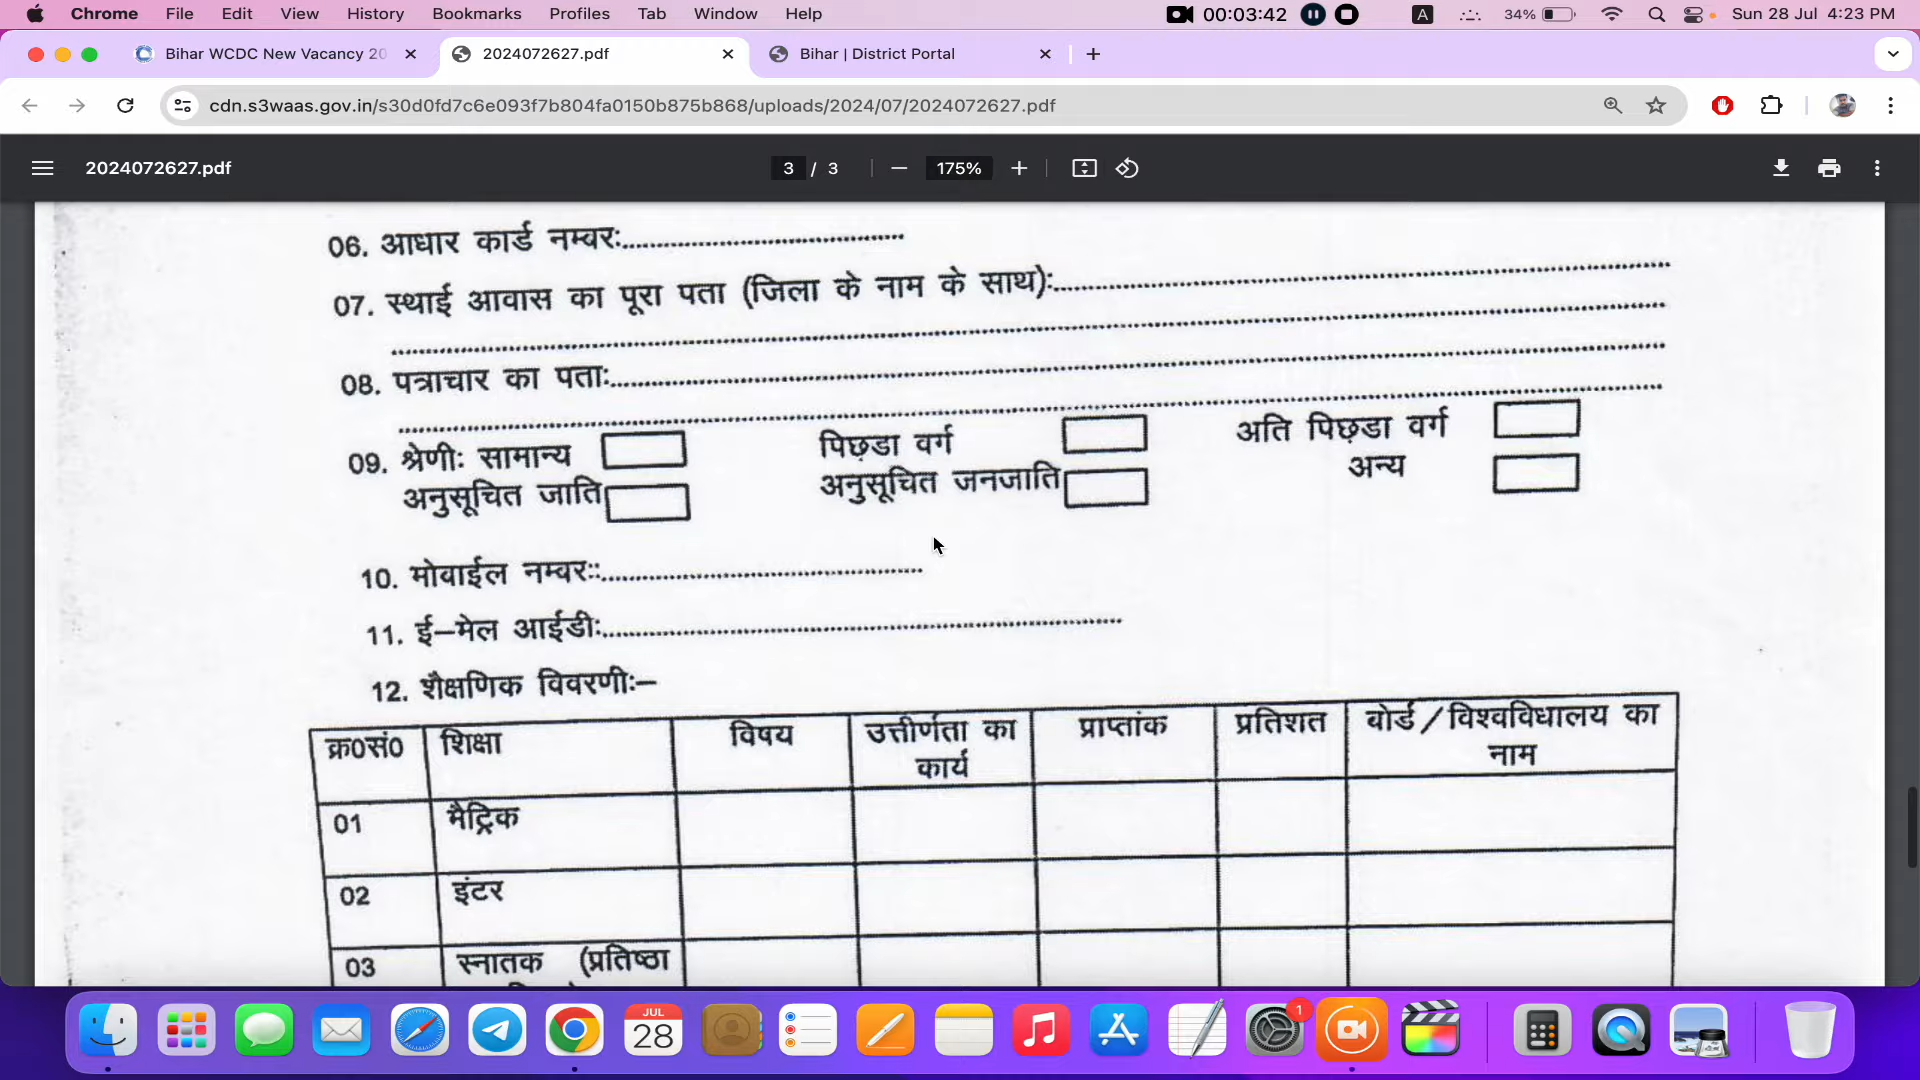 Chrome File Edit View History Bookmarks Profiles Tab Window Help 00:03:42 A 34% Sun 28 Jul 4:23 PM
Bihar WCDC New Vacancy 20 2024072627.pdf Bihar | District Portal
cdn.s3waas.gov.in/s30d0fd7c6e093f7b804fa0150b875b868/uploads/2024/07/2024072627.pdf
2024072627.pdf 3 / 3 175%
06. आधार कार्ड नम्बरः
07. स्थाई आवास का पूरा पता (जिला के नाम के साथ):
08. पत्राचार का पताः
09. श्रेणीः सामान्य पिछ़डा वर्ग अति पिछ़डा वर्ग
अनुसूचित जाति अनुसूचित जनजाति अन्य
10. मोवाईल नम्बरः:
11. ई–मेल आईडीः
12. शैक्षणिक विवरणीः–
क्र0सं0 शिक्षा विषय उत्तीर्णता का कार्य प्राप्तांक प्रतिशत बोर्ड/विश्वविधालय का नाम
01 मैट्रिक
02 इंटर
03 स्नातक (प्रतिष्ठा
JUL
28
1